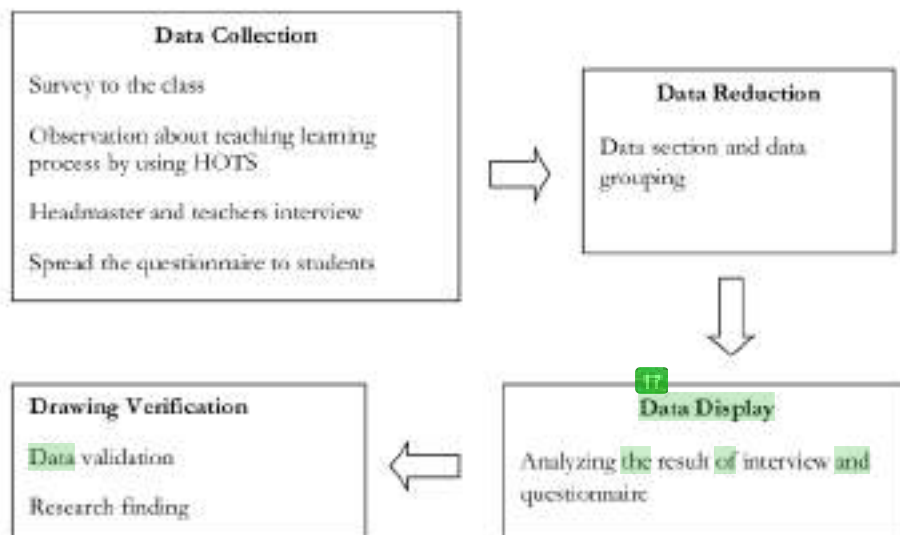 Data Collection
Survey to the class
Observation about teaching learning
process by using HOTS
Headmaster and teachers interview
Spread the questionnaire to students
Data Reduction
Data section and data
grouping
17
Data Display
Analyzing the result of interview and
questionnaire
Drawing Verification
Data validation
Research finding